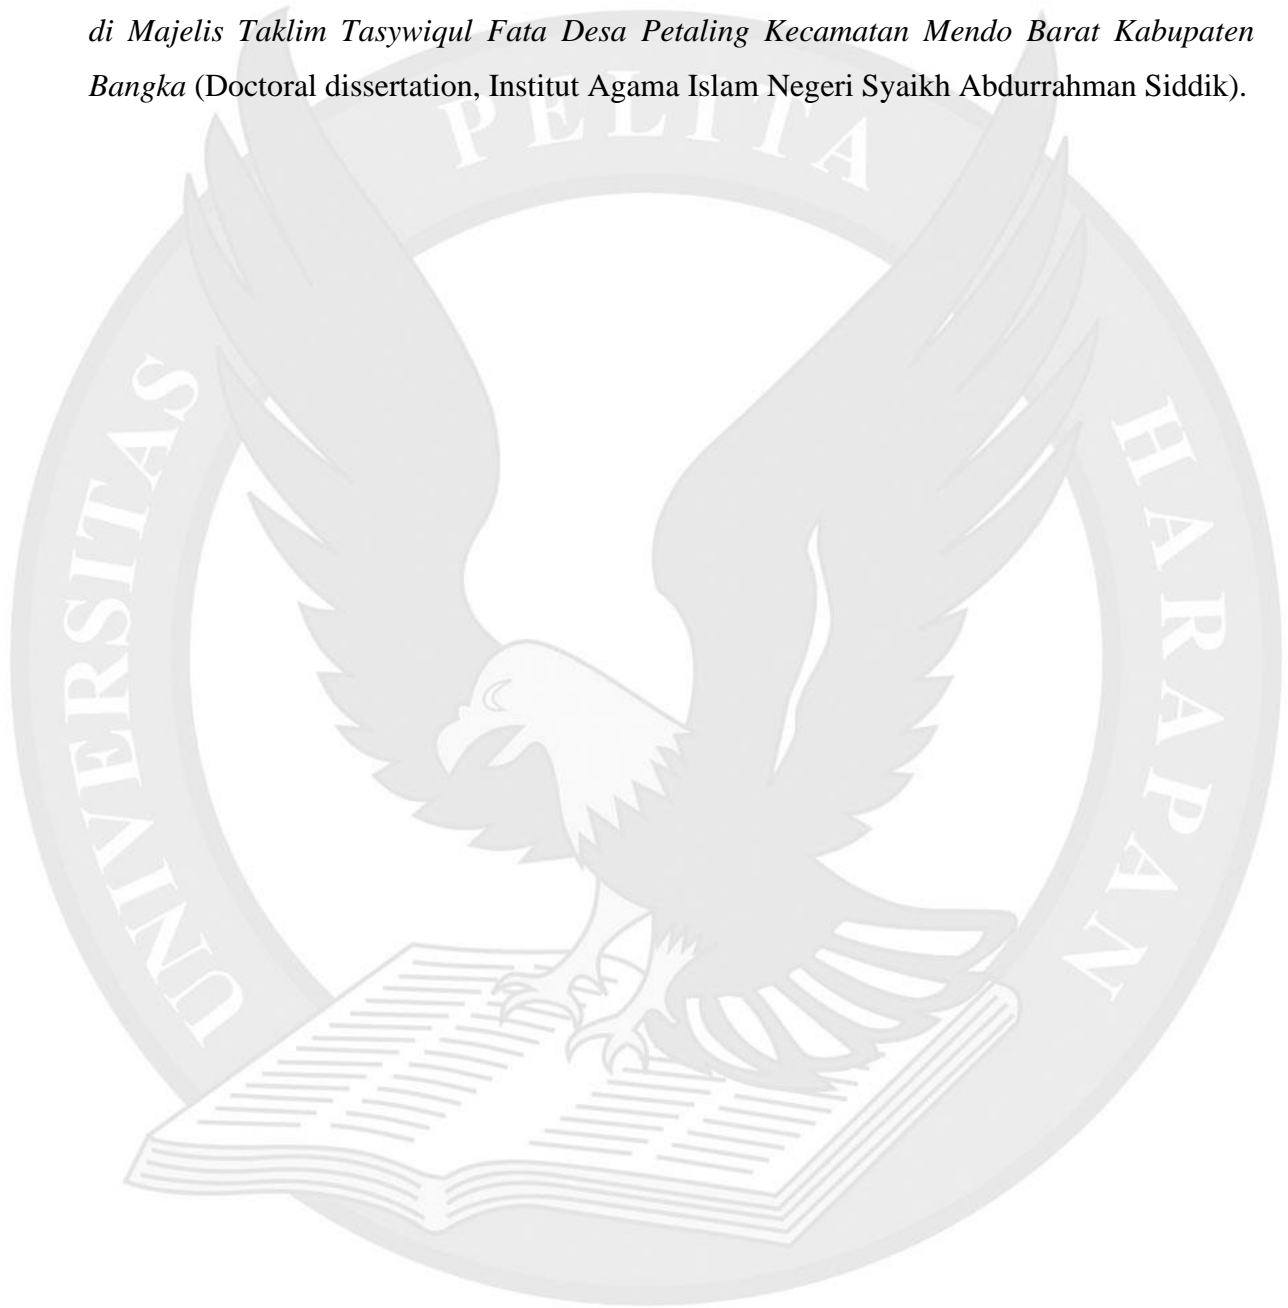 di Majelis Taklim Tasywiqul Fata Desa Petaling Kecamatan Mendo Barat Kabupaten
Bangka (Doctoral dissertation, Institut Agama Islam Negeri Syaikh Abdurrahman Siddik).
UNIVERSITAS PELITA HARAPAN